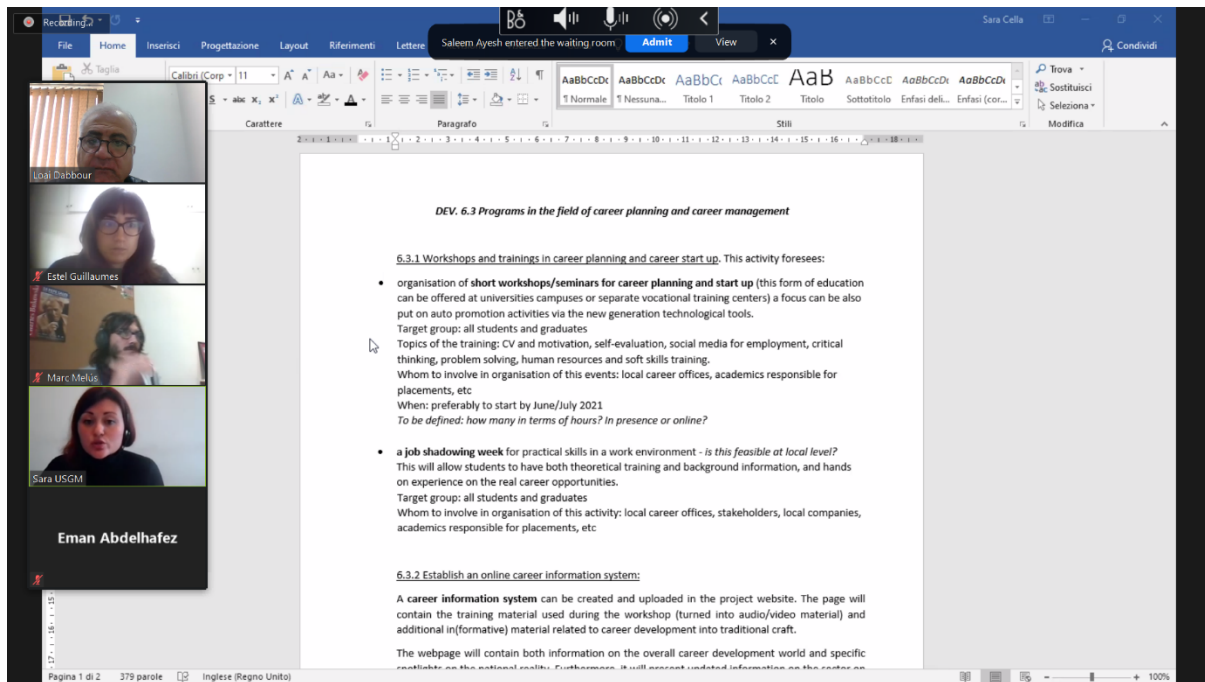 Recording...
Sara Cella
Saleem Ayesh entered the waiting room
Admit
View
File
Home
Inserisci
Progettazione
Layout
Riferimenti
Lettere
Condividi
Taglia
Calibri (Corp
11
AaBbCcDc
AaBbCcDc
AaBbCc
AaBbCcE
AaB
AaBbCcC
AaBbCcDc
AaBbCcDc
¶ Normale
¶ Nessuna...
Titolo 1
Titolo 2
Titolo
Sottotitolo
Enfasi deli...
Enfasi (cor...
Trova
Sostituisci
Seleziona
Carattere
Paragrafo
Stili
Modifica
Loai Dabbour
Estel Guillaumes
Marc Melús
Sara USGM
Eman Abdelhafez
DEV. 6.3 Programs in the field of career planning and career management
6.3.1 Workshops and trainings in career planning and career start up. This activity foresees:
• organisation of short workshops/seminars for career planning and start up (this form of education
can be offered at universities campuses or separate vocational training centers) a focus can be also
put on auto promotion activities via the new generation technological tools.
Target group: all students and graduates
Topics of the training: CV and motivation, self-evaluation, social media for employment, critical
thinking, problem solving, human resources and soft skills training.
Whom to involve in organisation of this events: local career offices, academics responsible for
placements, etc
When: preferably to start by June/July 2021
To be defined: how many in terms of hours? In presence or online?
• a job shadowing week for practical skills in a work environment - is this feasible at local level?
This will allow students to have both theoretical training and background information, and hands
on experience on the real career opportunities.
Target group: all students and graduates
Whom to involve in organisation of this activity: local career offices, stakeholders, local companies,
academics responsible for placements, etc
6.3.2 Establish an online career information system:
A career information system can be created and uploaded in the project website. The page will
contain the training material used during the workshop (turned into audio/video material) and
additional in(formative) material related to career development into traditional craft.
The webpage will contain both information on the overall career development world and specific
spotlights on the national reality. Furthermore, it will present updated information on the sector on
Pagina 1 di 2
379 parole
Inglese (Regno Unito)
100%